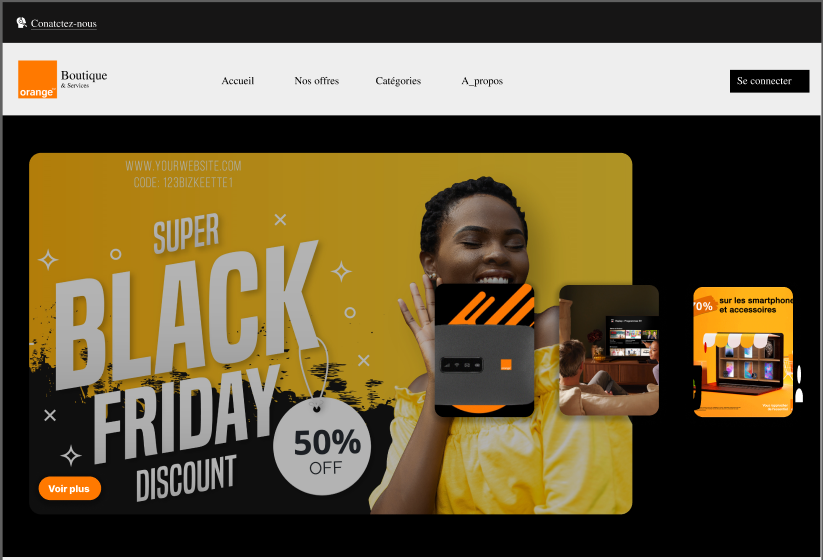 Conatctez-nous
orange
Boutique
& Services
Accueil
Nos offres
Catégories
A_propos
Se connecter
WWW.YOURWEBSITE.COM
CODE: 123BIZKEETTE1
SUPER
BLACK
FRIDAY
DISCOUNT
50%
OFF
Voir plus
70%
sur les smartphone
et accessoires